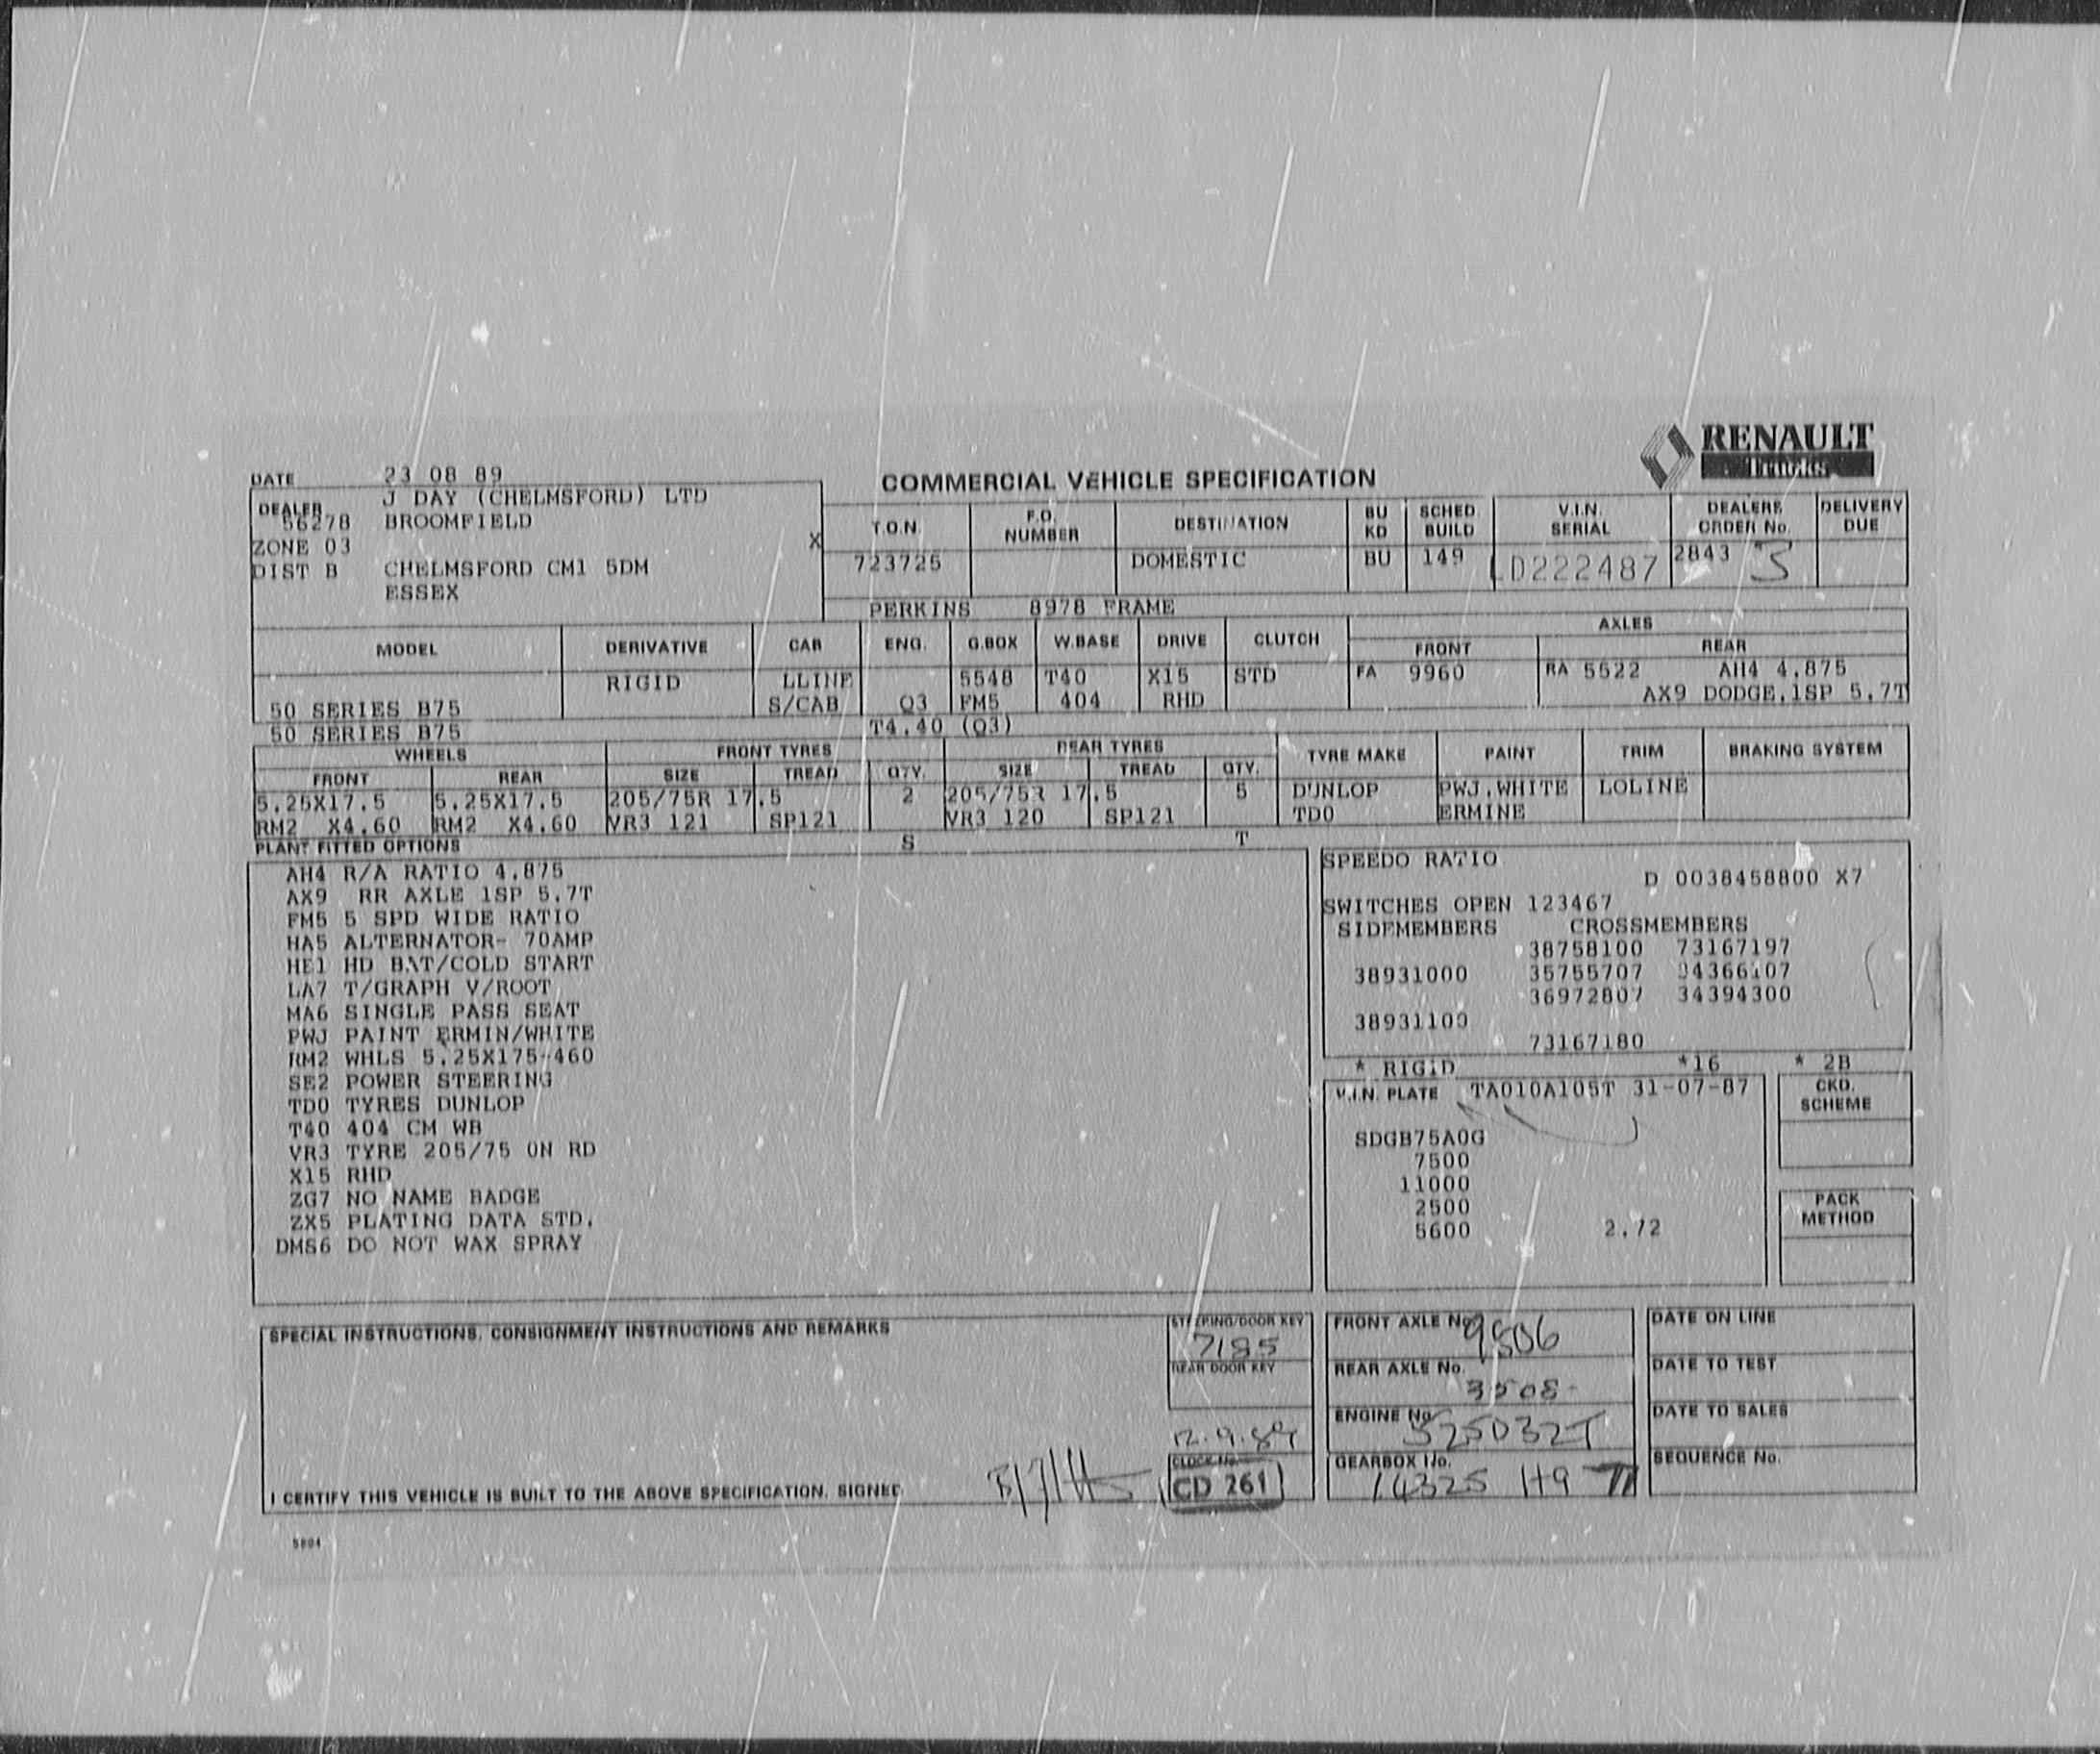 RENAULT
Trucks
DATE 23 08 89
COMMERCIAL VEHICLE SPECIFICATION
DEALER J DAY (CHELMSFORD) LTD
56278 BROOMFIELD
ZONE 03 X
DIST B CHELMSFORD CM1 5DM
ESSEX
T.O.N. F.O. NUMBER DESTINATION BU KD SCHED BUILD V.I.N. SERIAL DEALERS ORDER No. DELIVERY DUE
723725 DOMESTIC BU 149 D222487 2843
PERKINS 8978 FRAME
MODEL DERIVATIVE CAB ENG. G.BOX W.BASE DRIVE CLUTCH AXLES
FRONT REAR
RIGID LLINE 5548 T40 X15 STD FA 9960 RA 5522 AH4 4.875
50 SERIES B75 S/CAB Q3 FM5 404 RHD AX9 DODGE,1SP 5.7T
50 SERIES B75 T4.40 (Q3)
WHEELS FRONT TYRES REAR TYRES TYRE MAKE PAINT TRIM BRAKING SYSTEM
FRONT REAR SIZE TREAD QTY. SIZE TREAD QTY.
5.25X17.5 5.25X17.5 205/75R 17.5 2 205/75R 17.5 5 DUNLOP PWJ.WHITE LOLINE
RM2 X4.60 RM2 X4.60 VR3 121 SP121 VR3 120 SP121 TD0 ERMINE
PLANT FITTED OPTIONS S T
AH4 R/A RATIO 4.875
AX9 RR AXLE 1SP 5.7T
FM5 5 SPD WIDE RATIO
HA5 ALTERNATOR- 70AMP
HE1 HD BAT/COLD START
LA7 T/GRAPH V/ROOT
MA6 SINGLE PASS SEAT
PWJ PAINT ERMIN/WHITE
RM2 WHLS 5.25X175-460
SE2 POWER STEERING
TD0 TYRES DUNLOP
T40 404 CM WB
VR3 TYRE 205/75 ON RD
X15 RHD
ZG7 NO NAME BADGE
ZX5 PLATING DATA STD.
DMS6 DO NOT WAX SPRAY
SPEEDO RATIO
D 0038458800 X7
SWITCHES OPEN 123467
SIDEMEMBERS CROSSMEMBERS
38758100 73167197
38931000 35755707 34366107
36972807 34394300
38931100
73167180
* RIGID *16 * 2B
V.I.N. PLATE TA010A105T 31-07-87
SDGB75A0G
7500
11000
2500
5600 2.72
CKD.
SCHEME
PACK
METHOD
SPECIAL INSTRUCTIONS, CONSIGNMENT INSTRUCTIONS AND REMARKS
STEERING/DOOR KEY
7185
REAR DOOR KEY
12.9.89
CLOCK No.
CD 261
I CERTIFY THIS VEHICLE IS BUILT TO THE ABOVE SPECIFICATION. SIGNED
FRONT AXLE No. 9806
REAR AXLE No.
3508
ENGINE No.
GEARBOX No.
14325 H9
DATE ON LINE
DATE TO TEST
DATE TO SALES
SEQUENCE No.
5804